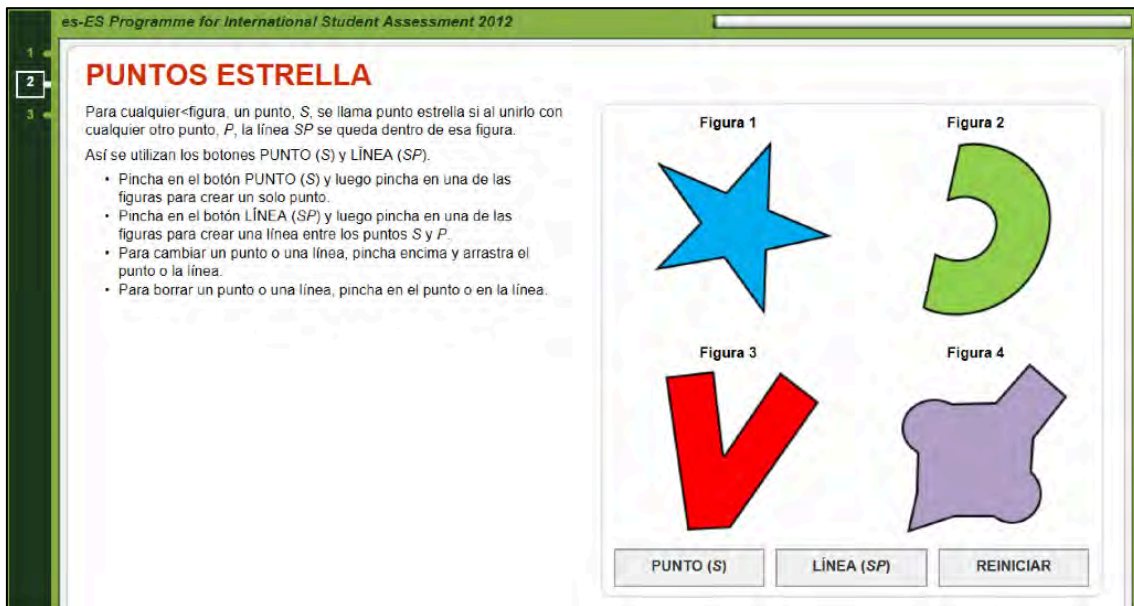 es-ES Programme for International Student Assessment 2012
1
2
3
PUNTOS ESTRELLA
Para cualquier<figura, un punto, S, se llama punto estrella si al unirlo con
cualquier otro punto, P, la línea SP se queda dentro de esa figura.
Así se utilizan los botones PUNTO (S) y LÍNEA (SP).
• Pincha en el botón PUNTO (S) y luego pincha en una de las
figuras para crear un solo punto.
• Pincha en el botón LÍNEA (SP) y luego pincha en una de las
figuras para crear una línea entre los puntos S y P.
• Para cambiar un punto o una línea, pincha encima y arrastra el
punto o la línea.
• Para borrar un punto o una línea, pincha en el punto o en la línea.
Figura 1
Figura 2
Figura 3
Figura 4
PUNTO (S)
LÍNEA (SP)
REINICIAR